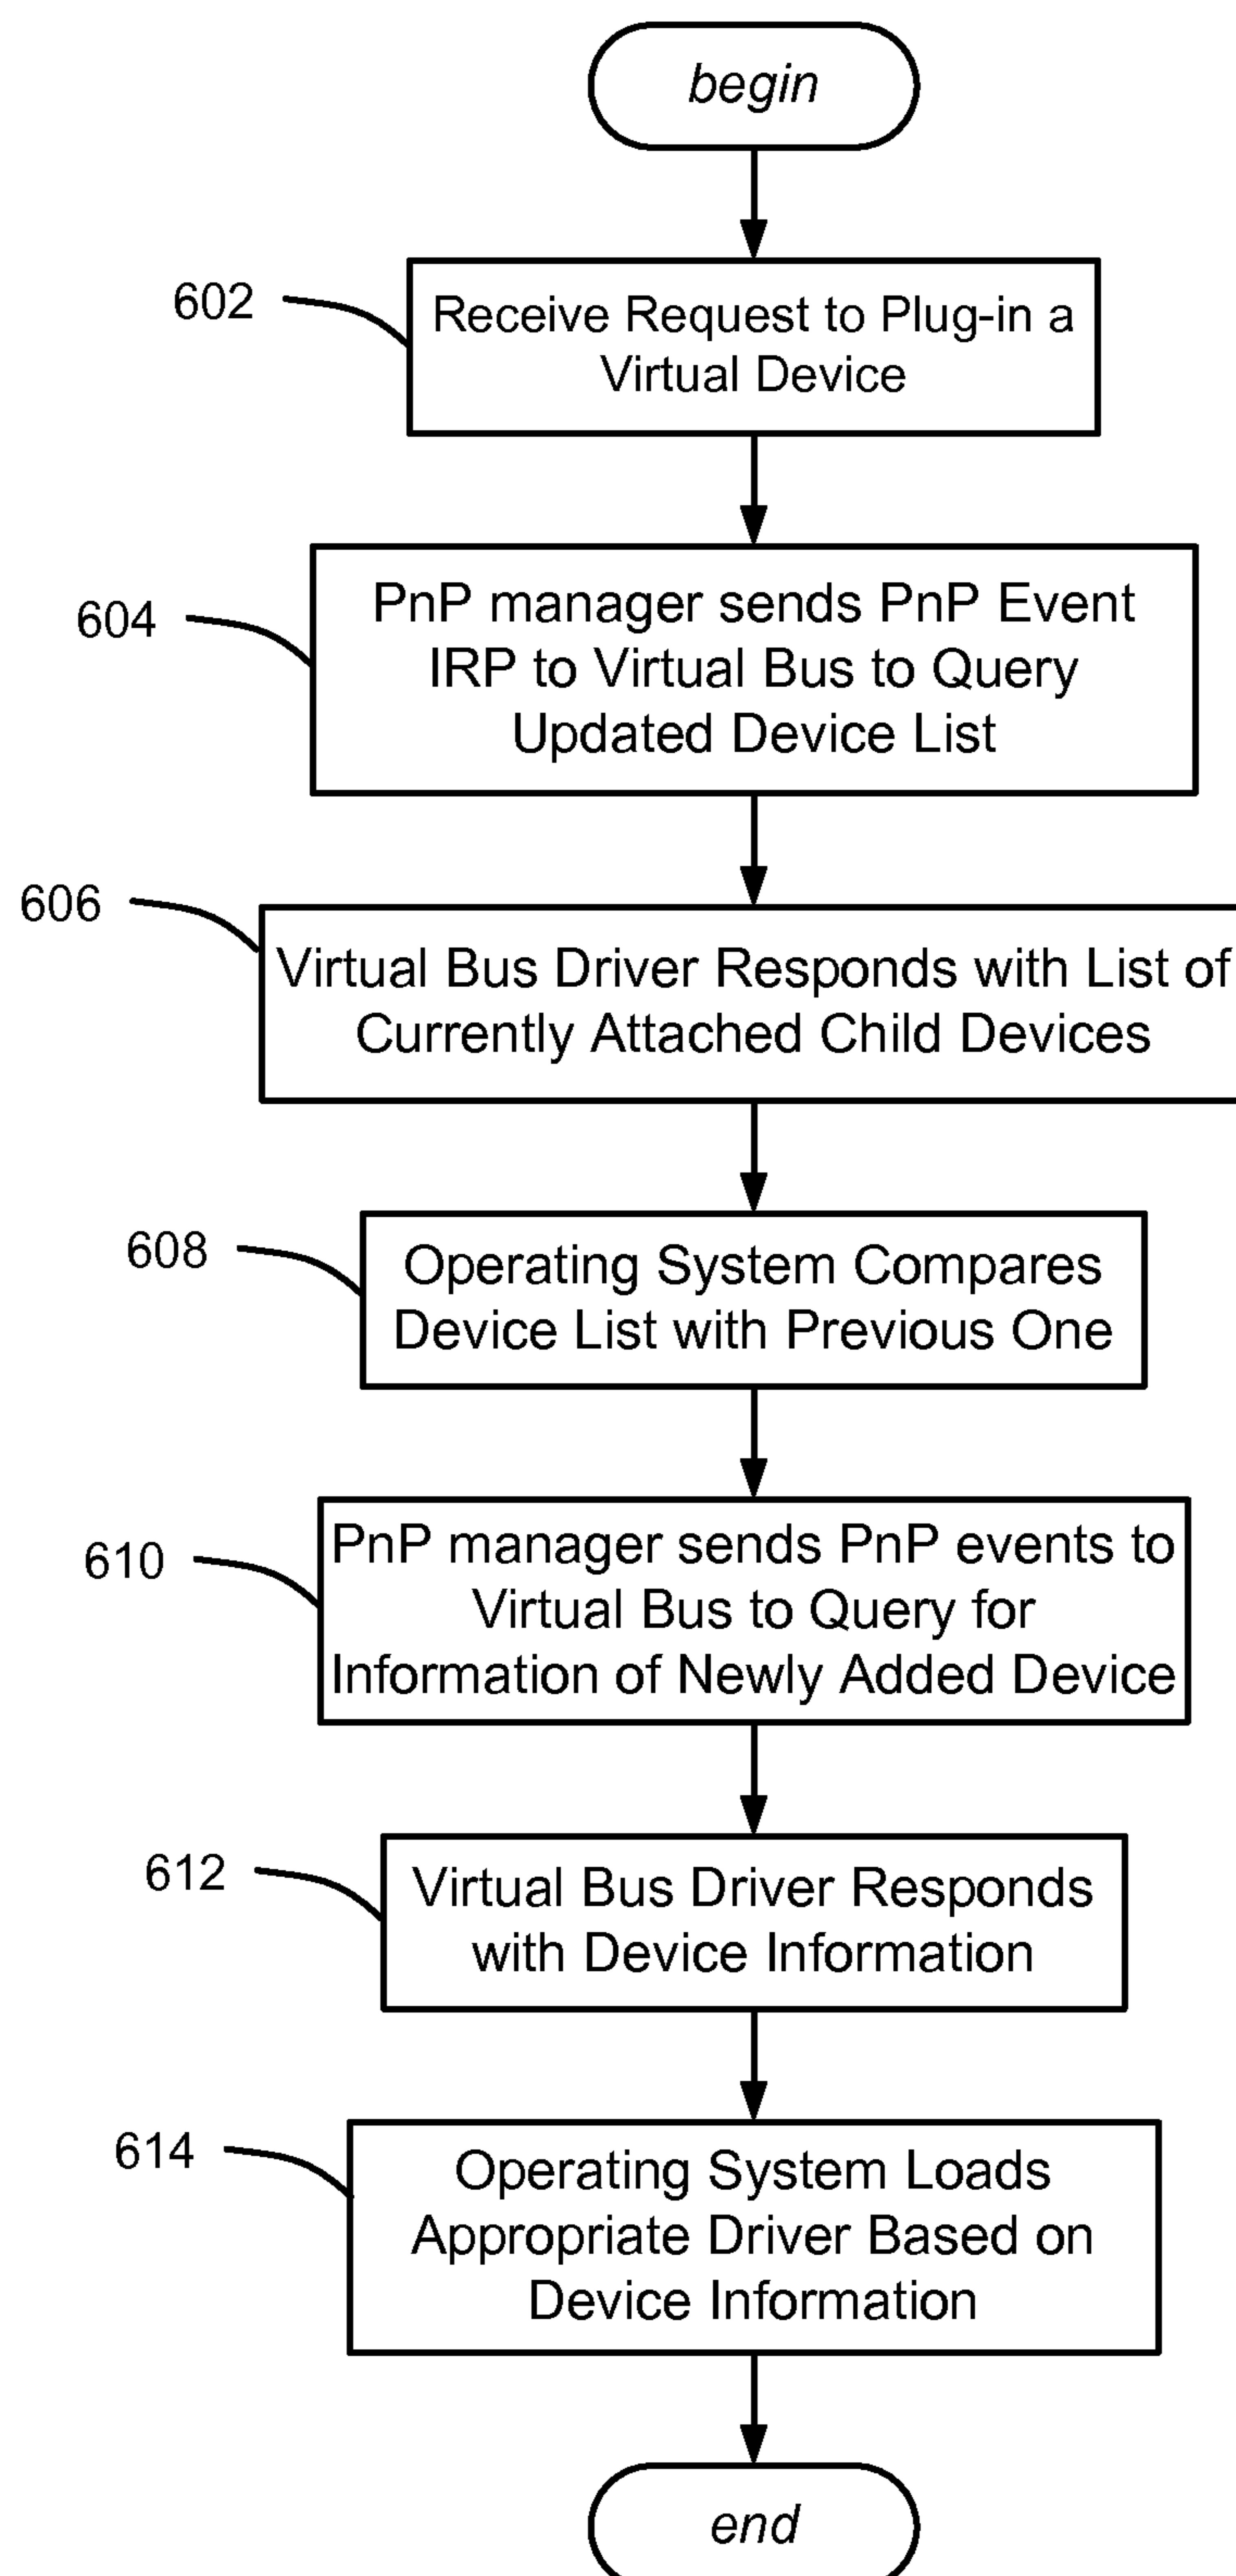 begin
602
Receive Request to Plug-in a
Virtual Device
604
PnP manager sends PnP Event
IRP to Virtual Bus to Query
Updated Device List
606
Virtual Bus Driver Responds with List of
Currently Attached Child Devices
608
Operating System Compares
Device List with Previous One
610
PnP manager sends PnP events to
Virtual Bus to Query for
Information of Newly Added Device
612
Virtual Bus Driver Responds
with Device Information
614
Operating System Loads
Appropriate Driver Based on
Device Information
end